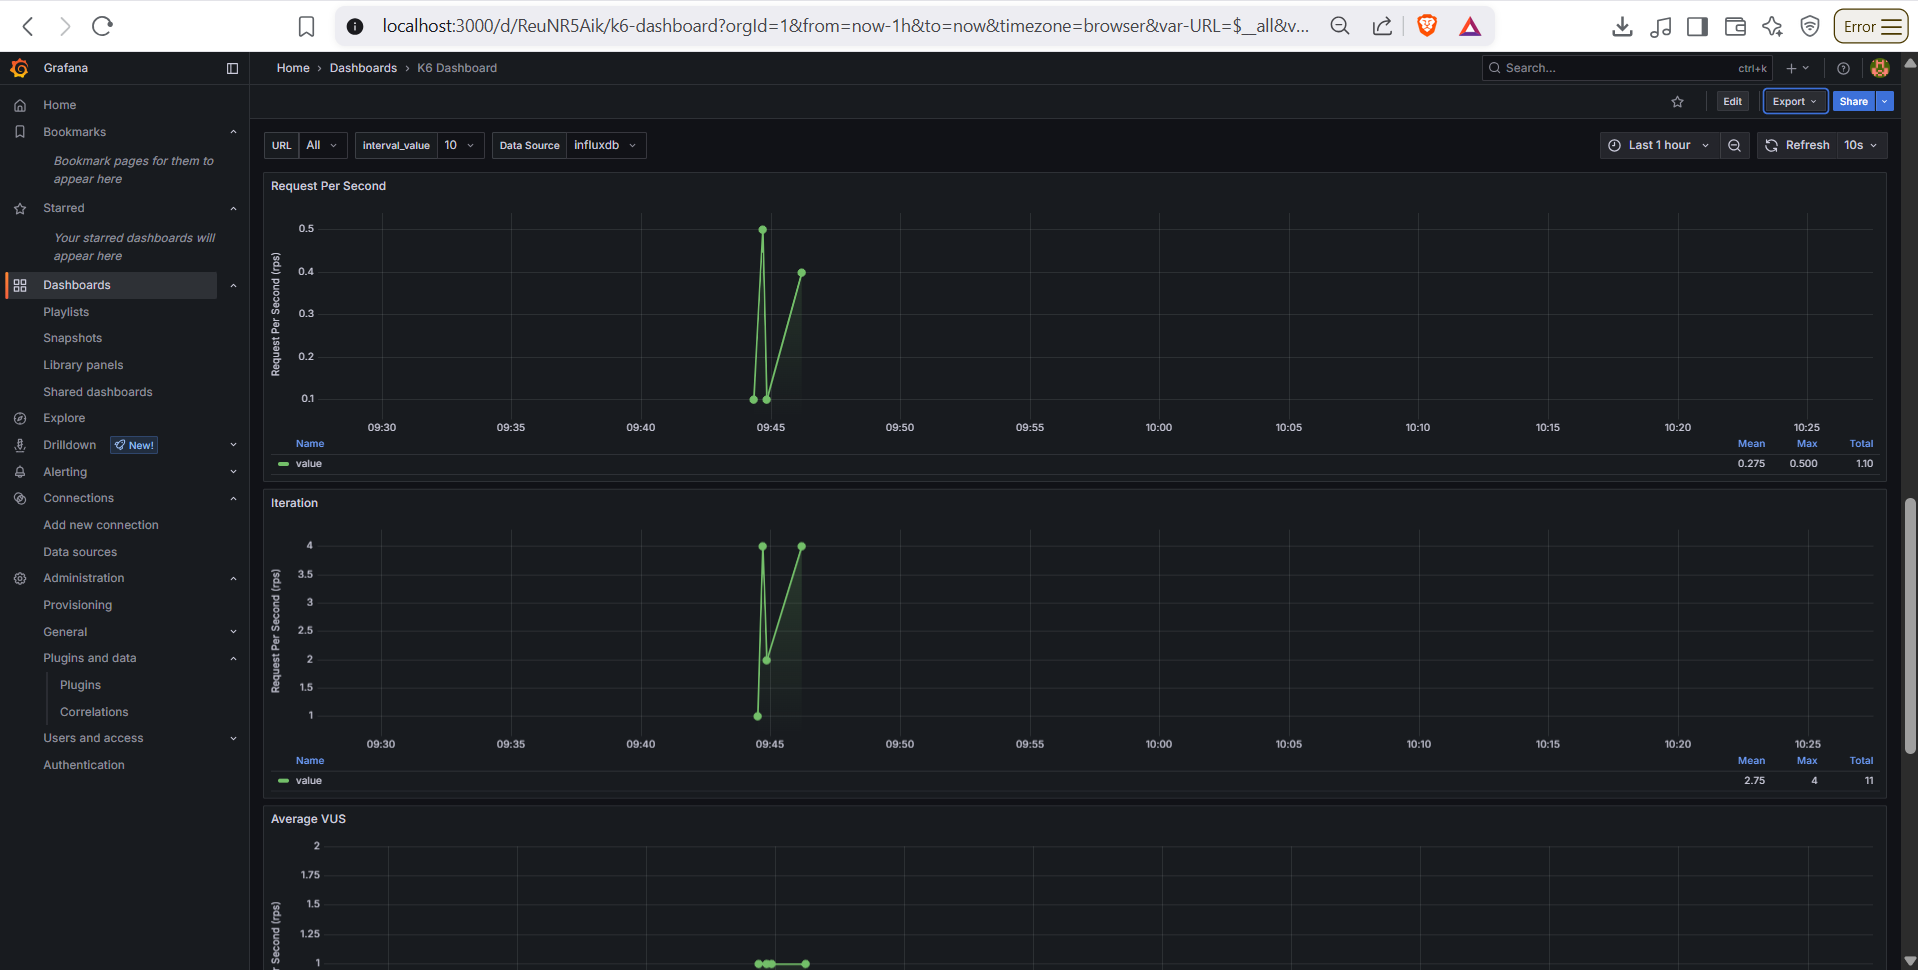 localhost:3000/d/ReuNR5Aik/k6-dashboard?orgId=1&from=now-1h&to=now&timezone=browser&var-URL=$__all&v...
Error
Grafana
Home › Dashboards › K6 Dashboard
Search... ctrl+k
Edit Export Share
Home
Bookmarks
Bookmark pages for them to
appear here
Starred
Your starred dashboards will
appear here
Dashboards
Playlists
Snapshots
Library panels
Shared dashboards
Explore
Drilldown New!
Alerting
Connections
Add new connection
Data sources
Administration
Provisioning
General
Plugins and data
Plugins
Correlations
Users and access
Authentication
URL All interval_value 10 Data Source influxdb
Last 1 hour Refresh 10s
Request Per Second
Request Per Second (rps)
0.5
0.4
0.3
0.2
0.1
09:30 09:35 09:40 09:45 09:50 09:55 10:00 10:05 10:10 10:15 10:20 10:25
Name Mean Max Total
value 0.275 0.500 1.10
Iteration
Request Per Second (rps)
4
3.5
3
2.5
2
1.5
1
09:30 09:35 09:40 09:45 09:50 09:55 10:00 10:05 10:10 10:15 10:20 10:25
Name Mean Max Total
value 2.75 4 11
Average VUS
Second (rps)
2
1.75
1.5
1.25
1